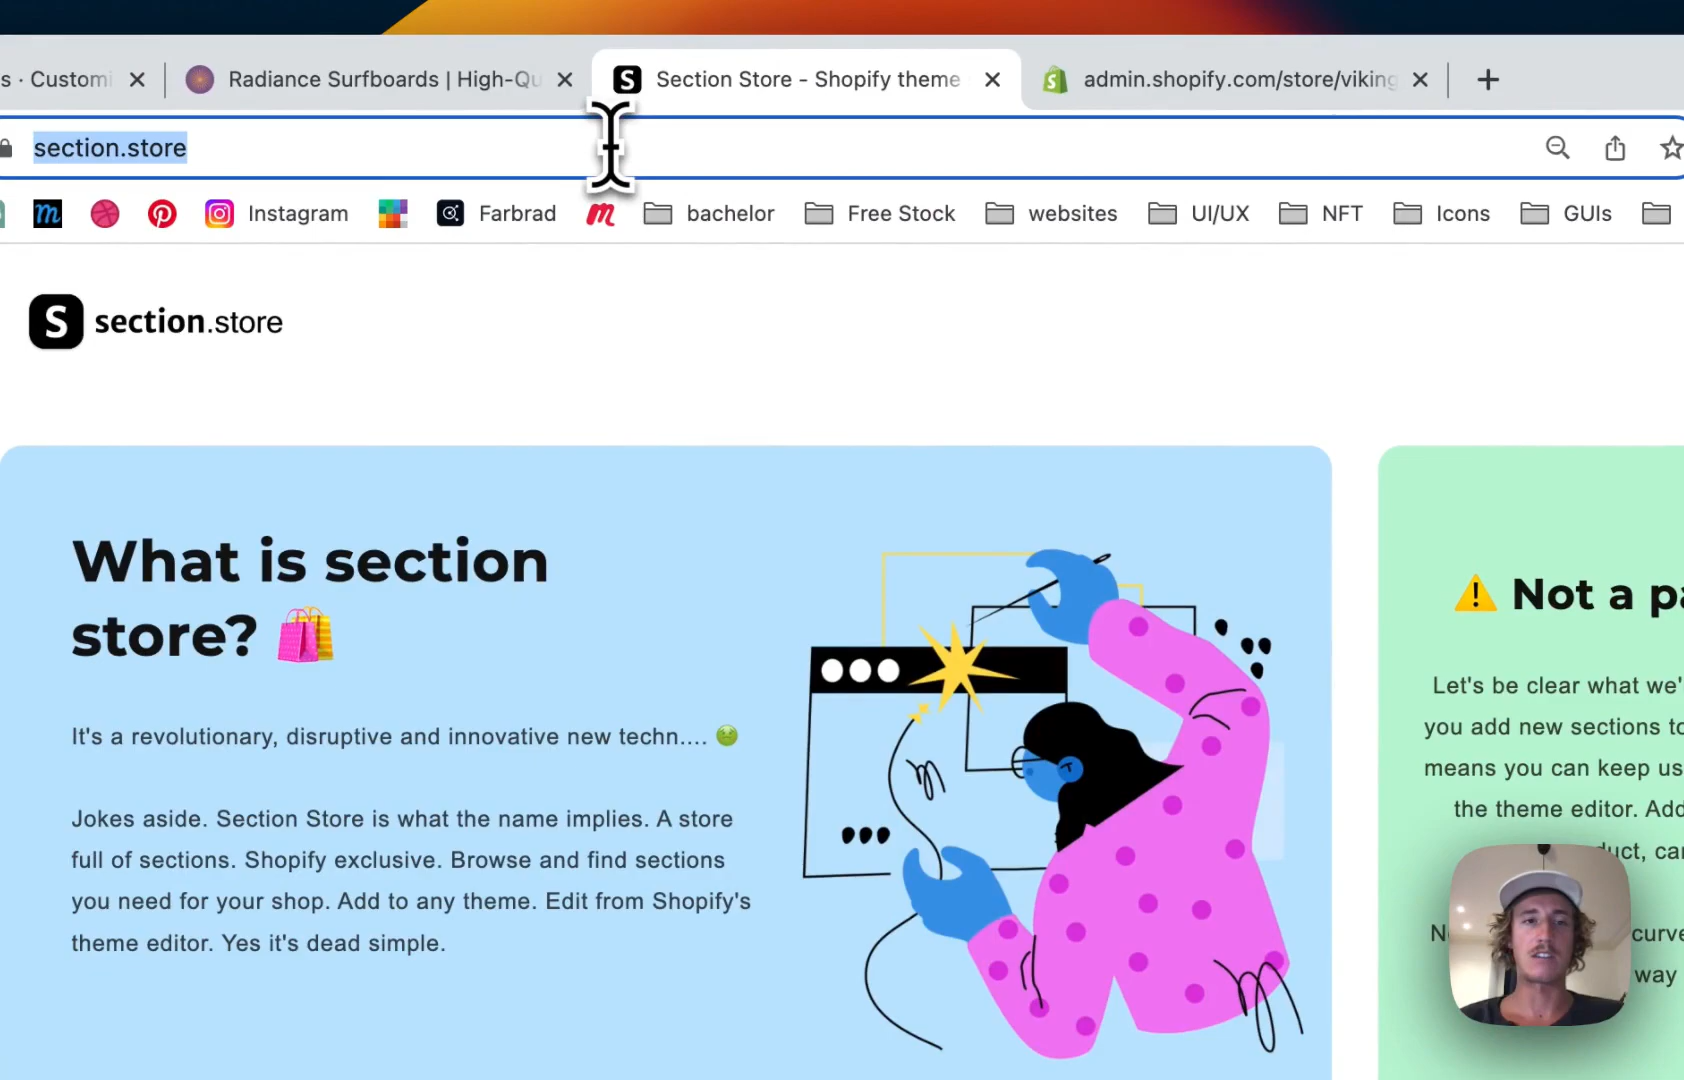 s · Customi
Radiance Surfboards | High-Qu
Section Store - Shopify theme
admin.shopify.com/store/viking
section.store
Instagram
Farbrad
bachelor
Free Stock
websites
UI/UX
NFT
Icons
GUIs
section.store
What is section
store? 🛍️
It's a revolutionary, disruptive and innovative new techn.... 🤢
Jokes aside. Section Store is what the name implies. A store
full of sections. Shopify exclusive. Browse and find sections
you need for your shop. Add to any theme. Edit from Shopify's
theme editor. Yes it's dead simple.
⚠️ Not a pa
Let's be clear what we'
you add new sections to
means you can keep us
the theme editor. Add
duct, car
curve
way